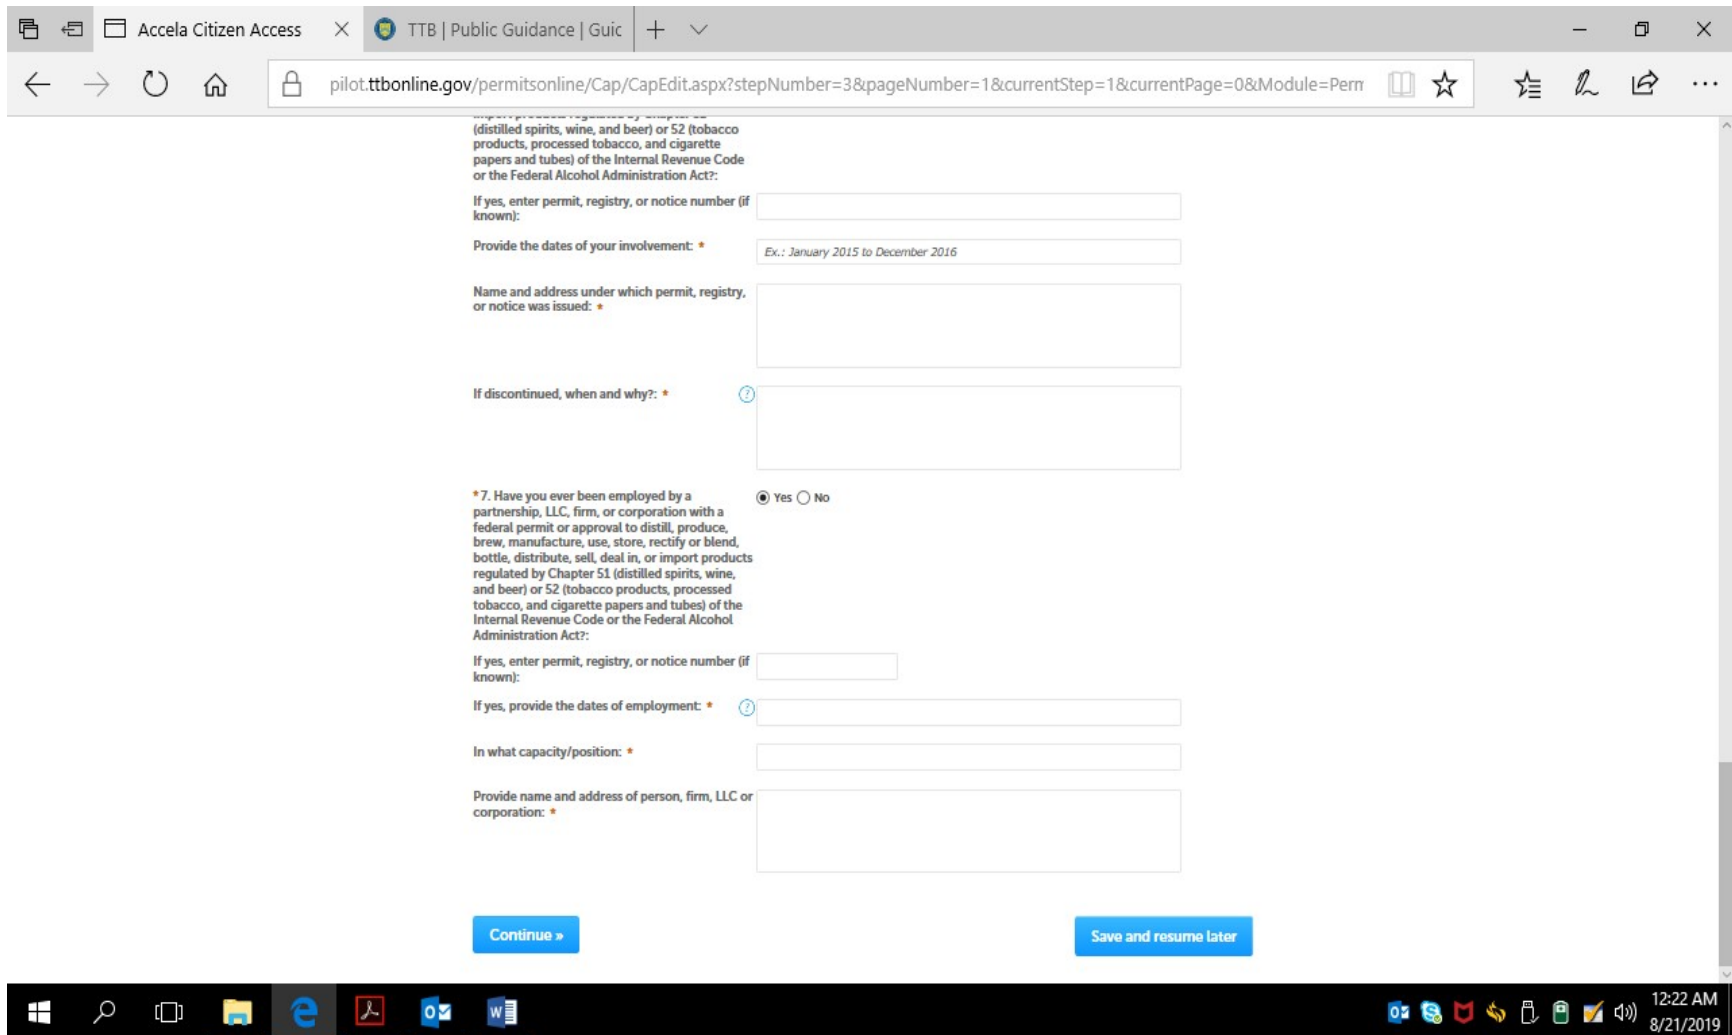 Accela Citizen Access
TTB | Public Guidance | Guic
pilot.ttbonline.gov/permitsonline/Cap/CapEdit.aspx?stepNumber=3&pageNumber=1&currentStep=1&currentPage=0&Module=Perm
(distilled spirits, wine, and beer) or 52 (tobacco
products, processed tobacco, and cigarette
papers and tubes) of the Internal Revenue Code
or the Federal Alcohol Administration Act?:
If yes, enter permit, registry, or notice number (if
known):
Provide the dates of your involvement: *
Ex.: January 2015 to December 2016
Name and address under which permit, registry,
or notice was issued: *
If discontinued, when and why?: *
*7. Have you ever been employed by a
partnership, LLC, firm, or corporation with a
federal permit or approval to distill, produce,
brew, manufacture, use, store, rectify or blend,
bottle, distribute, sell, deal in, or import products
regulated by Chapter 51 (distilled spirits, wine,
and beer) or 52 (tobacco products, processed
tobacco, and cigarette papers and tubes) of the
Internal Revenue Code or the Federal Alcohol
Administration Act?:
Yes No
If yes, enter permit, registry, or notice number (if
known):
If yes, provide the dates of employment: *
In what capacity/position: *
Provide name and address of person, firm, LLC or
corporation: *
Continue »
Save and resume later
12:22 AM
8/21/2019